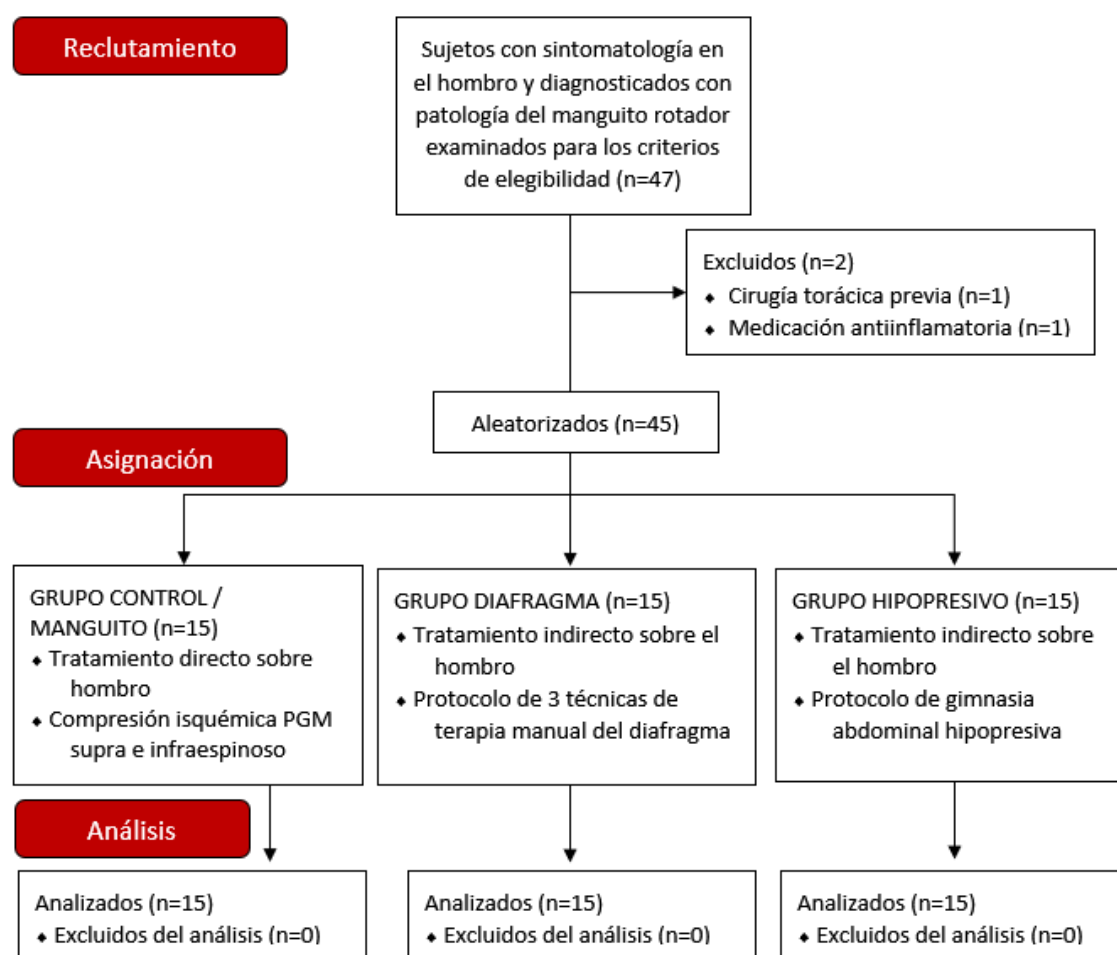 Reclutamiento
Sujetos con sintomatología en
el hombro y diagnosticados con
patología del manguito rotador
examinados para los criterios
de elegibilidad (n=47)
Excluidos (n=2)
⬥ Cirugía torácica previa (n=1)
⬥ Medicación antiinflamatoria (n=1)
Aleatorizados (n=45)
Asignación
GRUPO CONTROL /
MANGUITO (n=15)
⬥ Tratamiento directo sobre
hombro
⬥ Compresión isquémica PGM
supra e infraespinoso
GRUPO DIAFRAGMA (n=15)
⬥ Tratamiento indirecto sobre el
hombro
⬥ Protocolo de 3 técnicas de
terapia manual del diafragma
GRUPO HIPOPRESIVO (n=15)
⬥ Tratamiento indirecto sobre
el hombro
⬥ Protocolo de gimnasia
abdominal hipopresiva
Análisis
Analizados (n=15)
⬥ Excluidos del análisis (n=0)
Analizados (n=15)
⬥ Excluidos del análisis (n=0)
Analizados (n=15)
⬥ Excluidos del análisis (n=0)